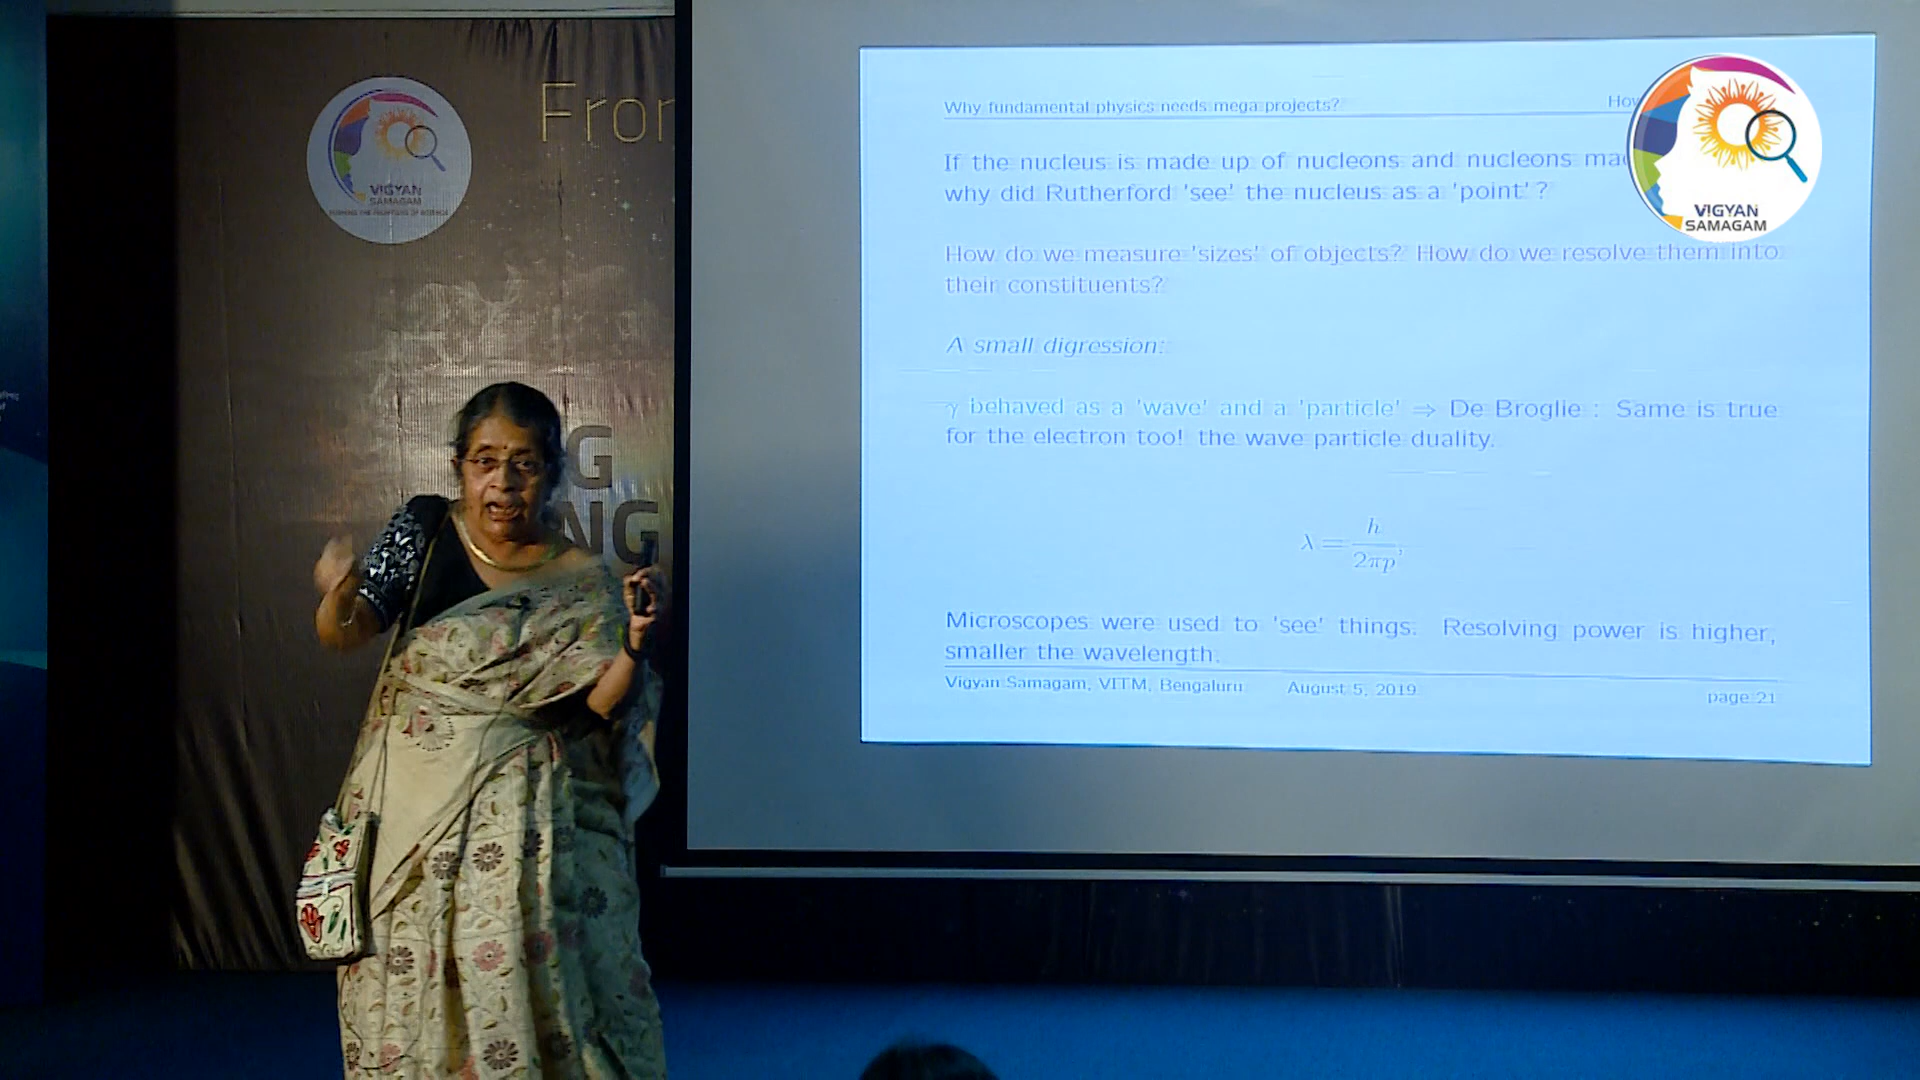 From
VIGYAN
SAMAGAM
G
NG
Why fundamental physics needs mega projects? How
If the nucleus is made up of nucleons and nucleons
why did Rutherford 'see' the nucleus as a 'point'?
How do we measure 'sizes' of objects? How do we resolve them into
their constituents?
A small digression:
γ behaved as a 'wave' and a 'particle' ⇒ De Broglie : Same is true
for the electron too! the wave particle duality.
λ = h / 2πp,
Microscopes were used to 'see' things. Resolving power is higher,
smaller the wavelength.
Vigyan Samagam, VITM, Bengaluru August 5, 2019 page 21
VIGYAN
SAMAGAM